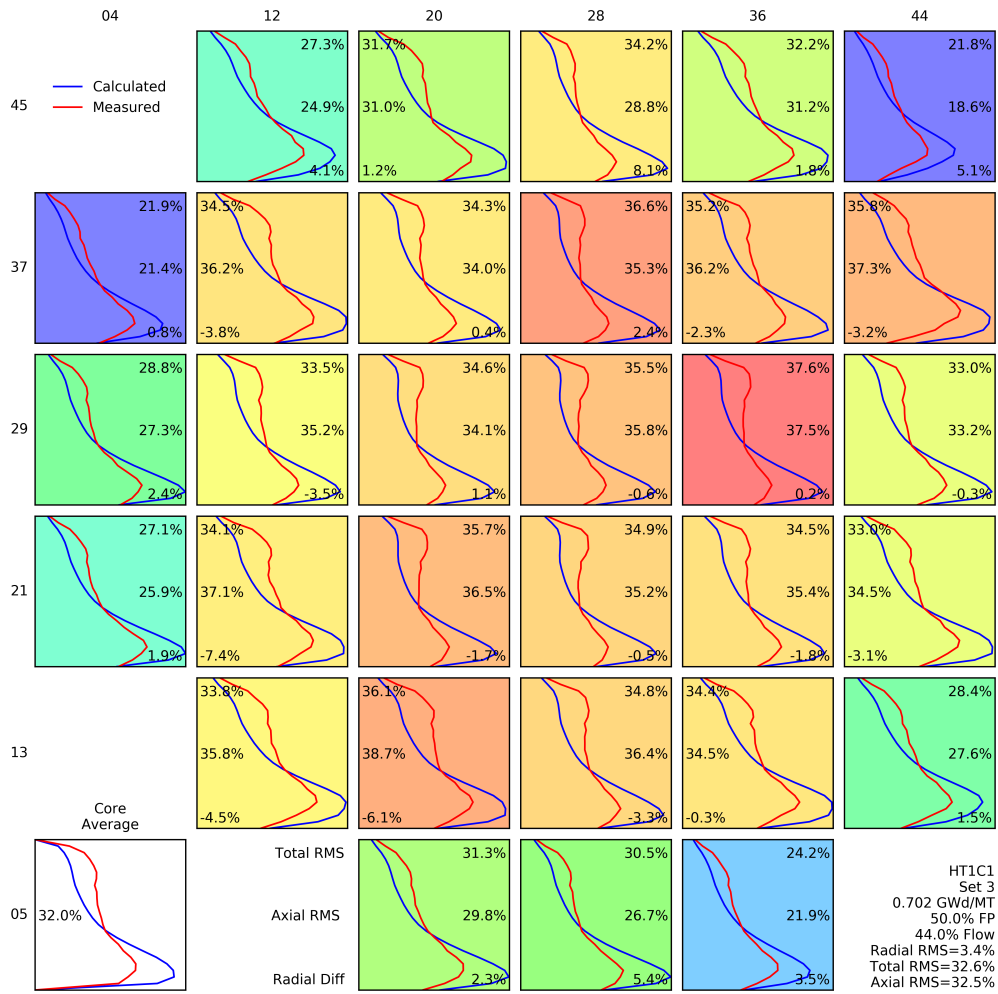 04 12 20 28 36 44
27.3% 31.7% 34.2% 32.2% 21.8%
Calculated
45 Measured 24.9% 31.0% 28.8% 31.2% 18.6%
4.1% 1.2% 8.1% 1.8% 5.1%
21.9% 34.5% 34.3% 36.6% 35.2% 35.8%
37 21.4% 36.2% 34.0% 35.3% 36.2% 37.3%
0.8% -3.8% 0.4% 2.4% -2.3% -3.2%
28.8% 33.5% 34.6% 35.5% 37.6% 33.0%
29 27.3% 35.2% 34.1% 35.8% 37.5% 33.2%
2.4% -3.5% 1.1% -0.6% 0.2% -0.3%
27.1% 34.1% 35.7% 34.9% 34.5% 33.0%
21 25.9% 37.1% 36.5% 35.2% 35.4% 34.5%
1.9% -7.4% -1.7% -0.5% -1.8% -3.1%
33.8% 36.1% 34.8% 34.4% 28.4%
13 35.8% 38.7% 36.4% 34.5% 27.6%
-4.5% -6.1% -3.3% -0.3% 1.5%
Core
Average
Total RMS 31.3% 30.5% 24.2%
05 32.0% Axial RMS 29.8% 26.7% 21.9%
Radial Diff 2.3% 5.4% 3.5%
HT1C1
Set 3
0.702 GWd/MT
50.0% FP
44.0% Flow
Radial RMS=3.4%
Total RMS=32.6%
Axial RMS=32.5%